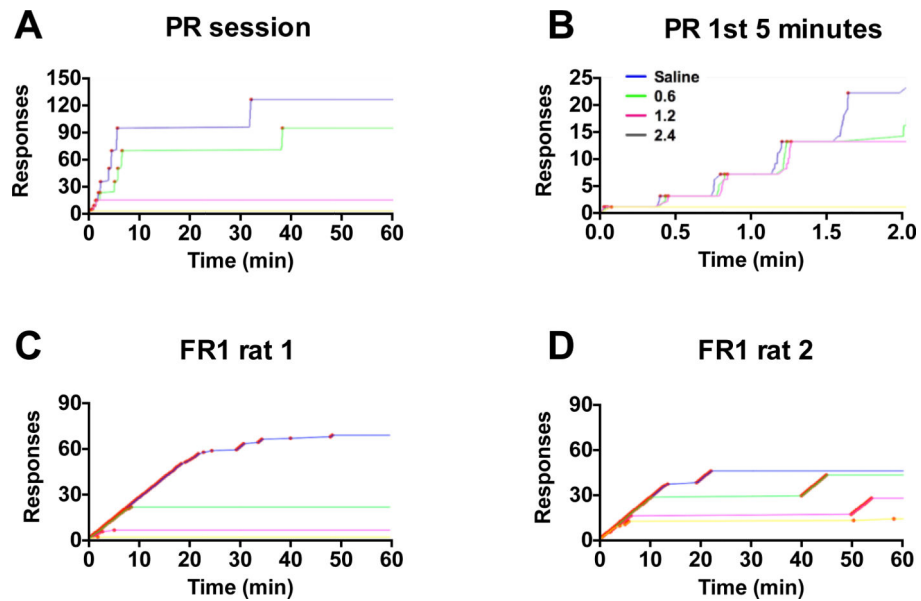 A
PR session
Responses
150
120
90
60
30
0
0 10 20 30 40 50 60
Time (min)
B
PR 1st 5 minutes
Responses
25
20
15
10
5
0
Saline
0.6
1.2
2.4
0.0 0.5 1.0 1.5 2.0
Time (min)
C
FR1 rat 1
Responses
90
60
30
0
0 10 20 30 40 50 60
Time (min)
D
FR1 rat 2
Responses
90
60
30
0
0 10 20 30 40 50 60
Time (min)